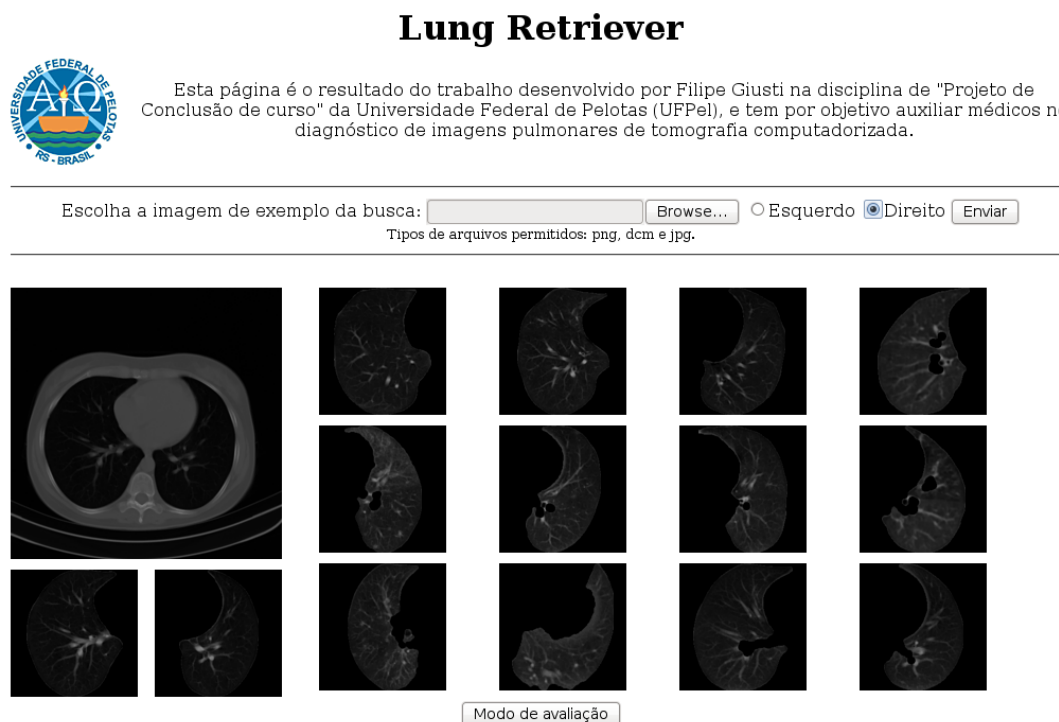 Lung Retriever
UNIVERSIDADE FEDERAL DE PELOTAS
RS - BRASIL
Esta página é o resultado do trabalho desenvolvido por Filipe Giusti na disciplina de "Projeto de
Conclusão de curso" da Universidade Federal de Pelotas (UFPel), e tem por objetivo auxiliar médicos n
diagnóstico de imagens pulmonares de tomografia computadorizada.
Escolha a imagem de exemplo da busca: Browse... Esquerdo Direito Enviar
Tipos de arquivos permitidos: png, dcm e jpg.
Modo de avaliação